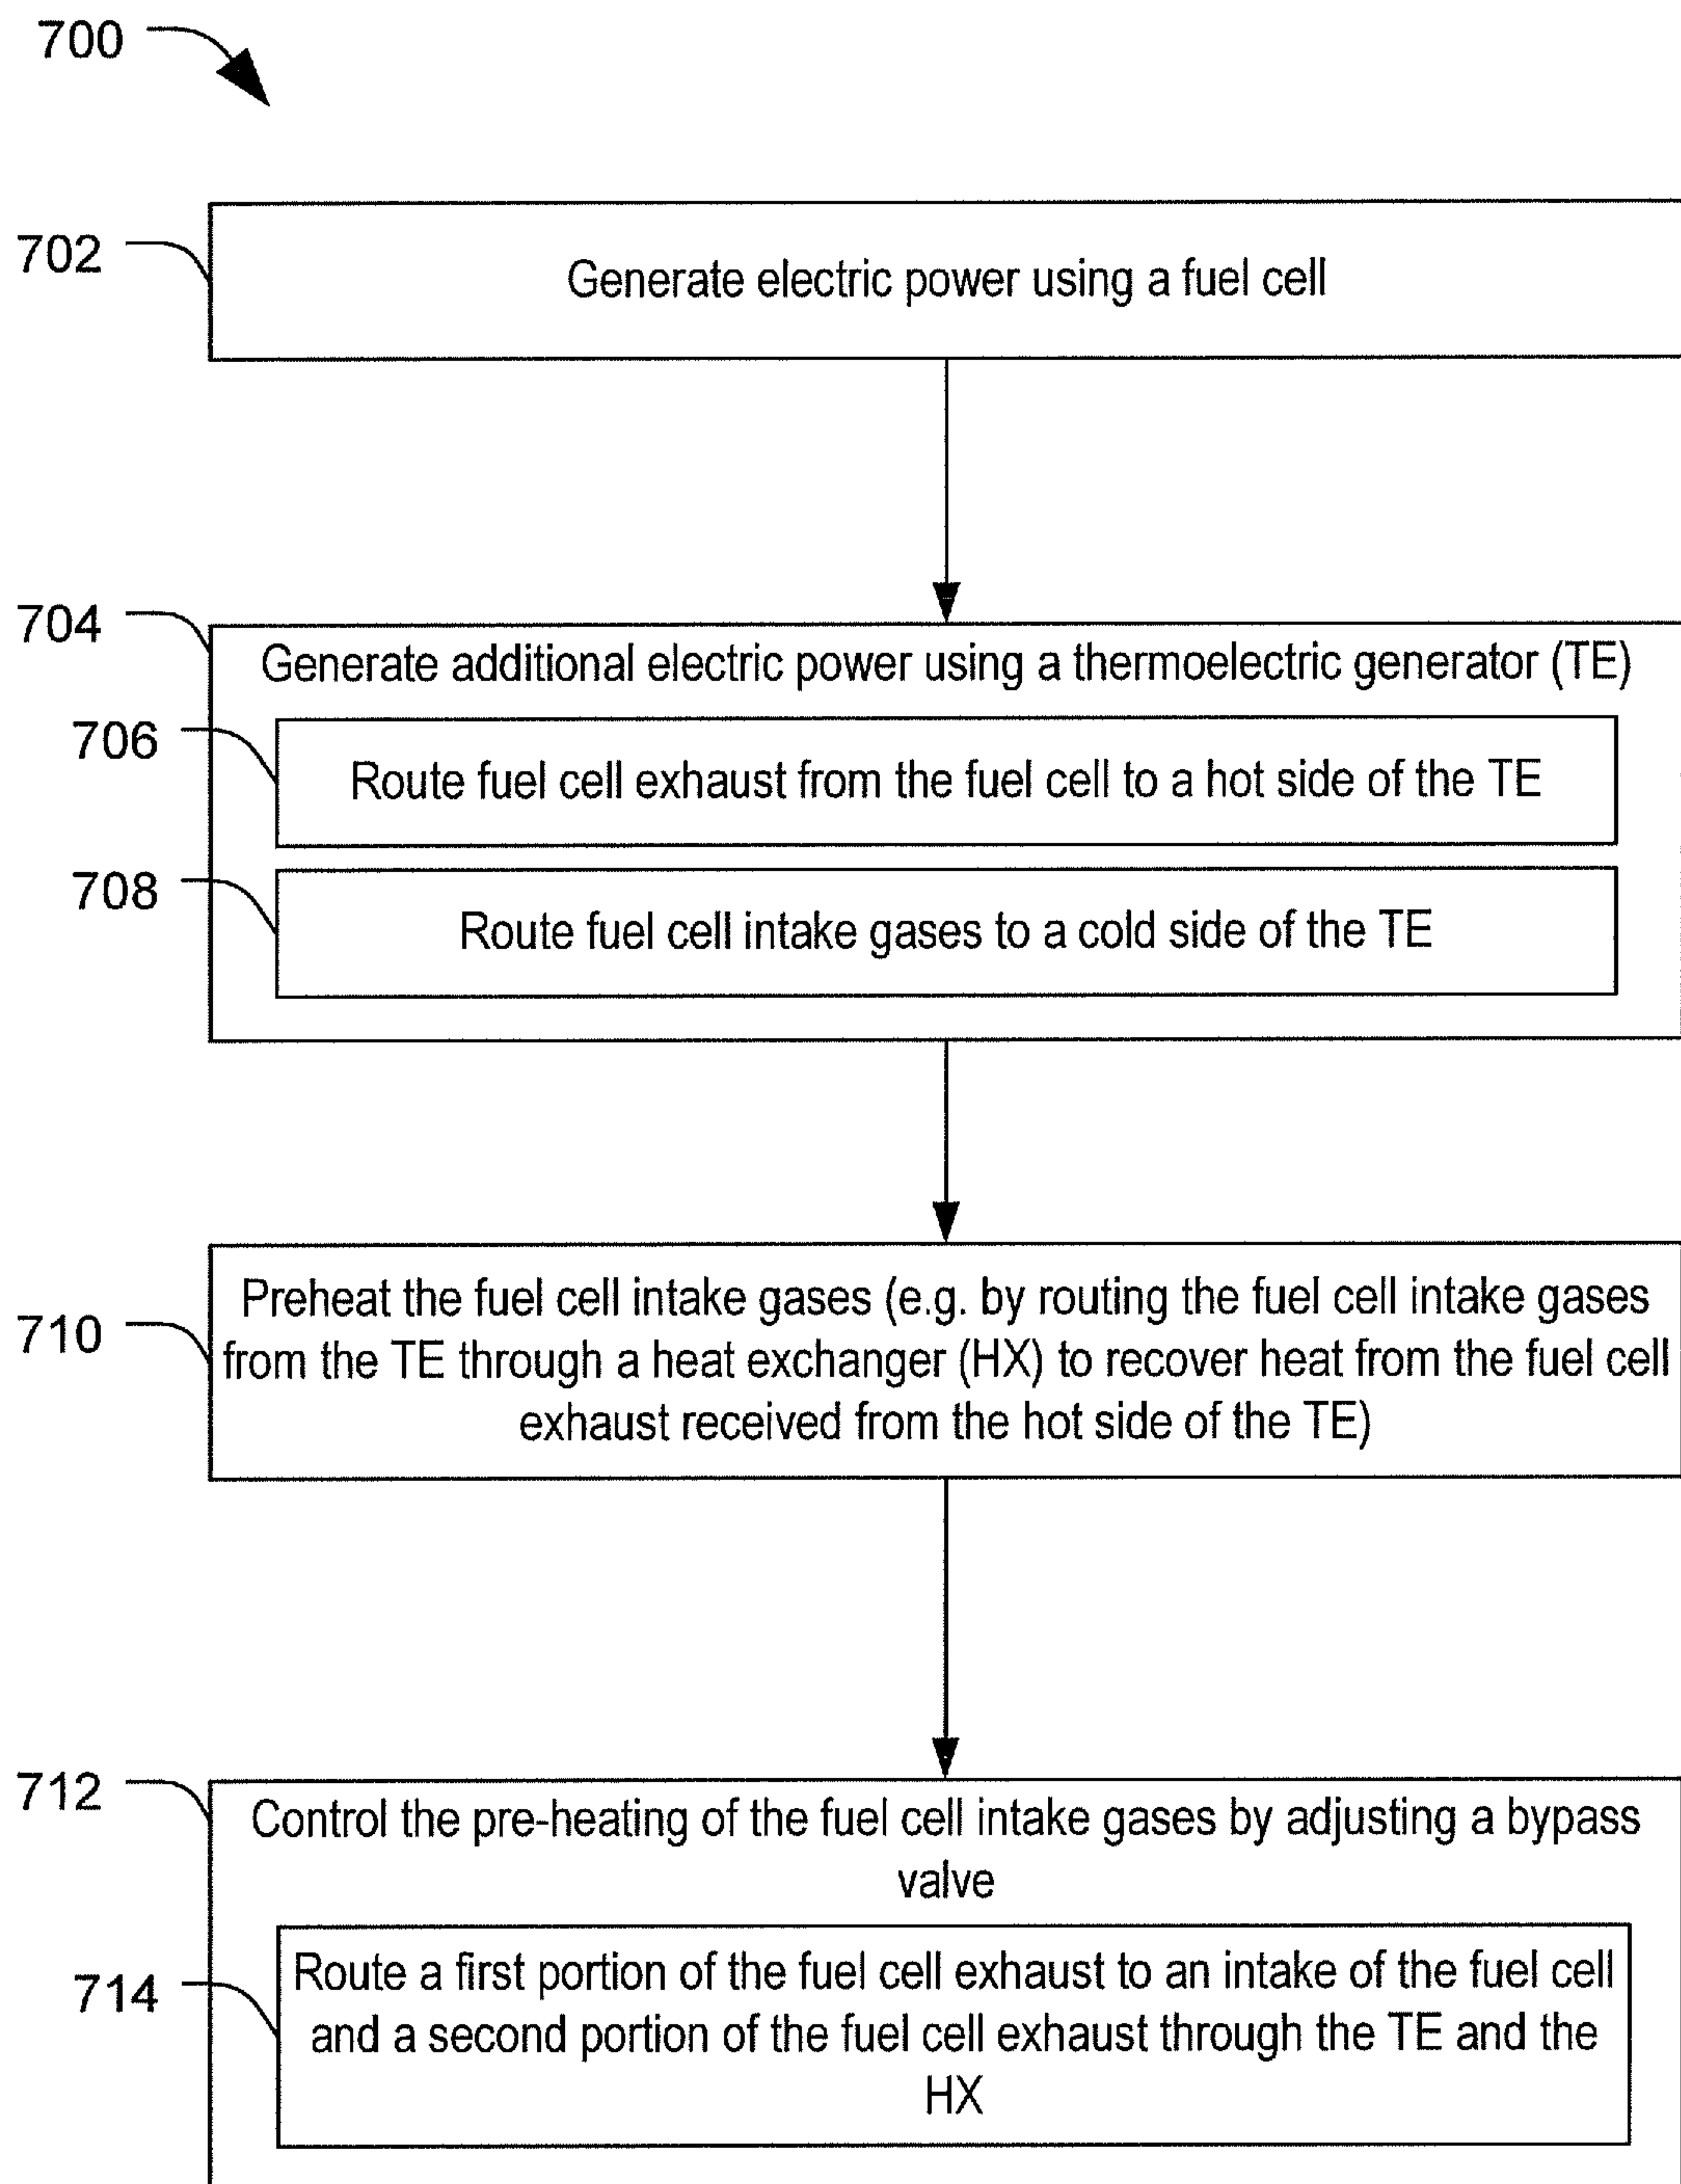 700
702
Generate electric power using a fuel cell
704
Generate additional electric power using a thermoelectric generator (TE)
706
Route fuel cell exhaust from the fuel cell to a hot side of the TE
708
Route fuel cell intake gases to a cold side of the TE
710
Preheat the fuel cell intake gases (e.g. by routing the fuel cell intake gases
from the TE through a heat exchanger (HX) to recover heat from the fuel cell
exhaust received from the hot side of the TE)
712
Control the pre-heating of the fuel cell intake gases by adjusting a bypass
valve
714
Route a first portion of the fuel cell exhaust to an intake of the fuel cell
and a second portion of the fuel cell exhaust through the TE and the
HX